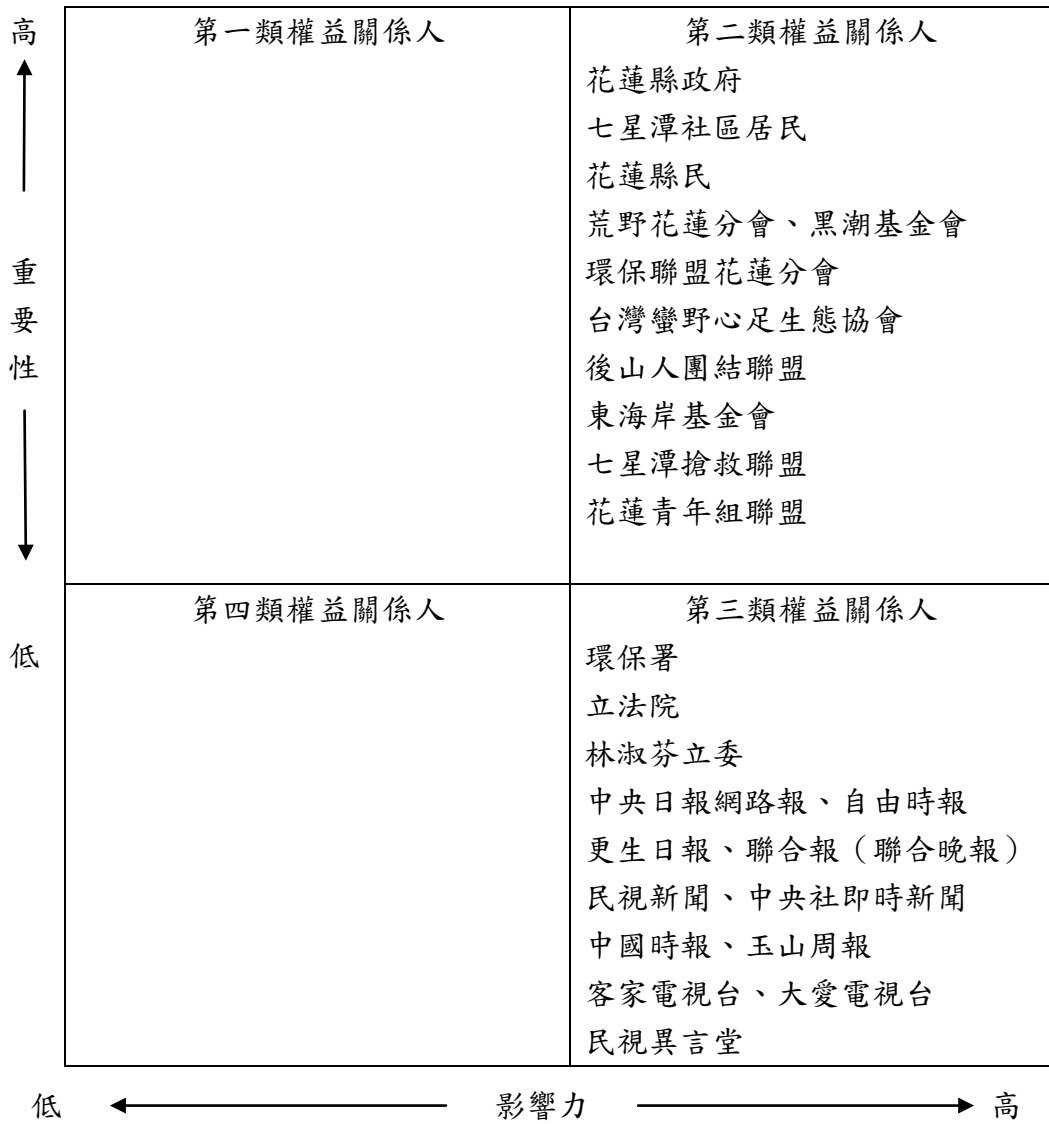 高
第一類權益關係人
第二類權益關係人
花蓮縣政府
七星潭社區居民
花蓮縣民
荒野花蓮分會、黑潮基金會
重
環保聯盟花蓮分會
要
台灣蠻野心足生態協會
性
後山人團結聯盟
東海岸基金會
七星潭搶救聯盟
花蓮青年組聯盟
第四類權益關係人
第三類權益關係人
低
環保署
立法院
林淑芬立委
中央日報網路報、自由時報
更生日報、聯合報（聯合晚報）
民視新聞、中央社即時新聞
中國時報、玉山周報
客家電視台、大愛電視台
民視異言堂
低 影響力 高